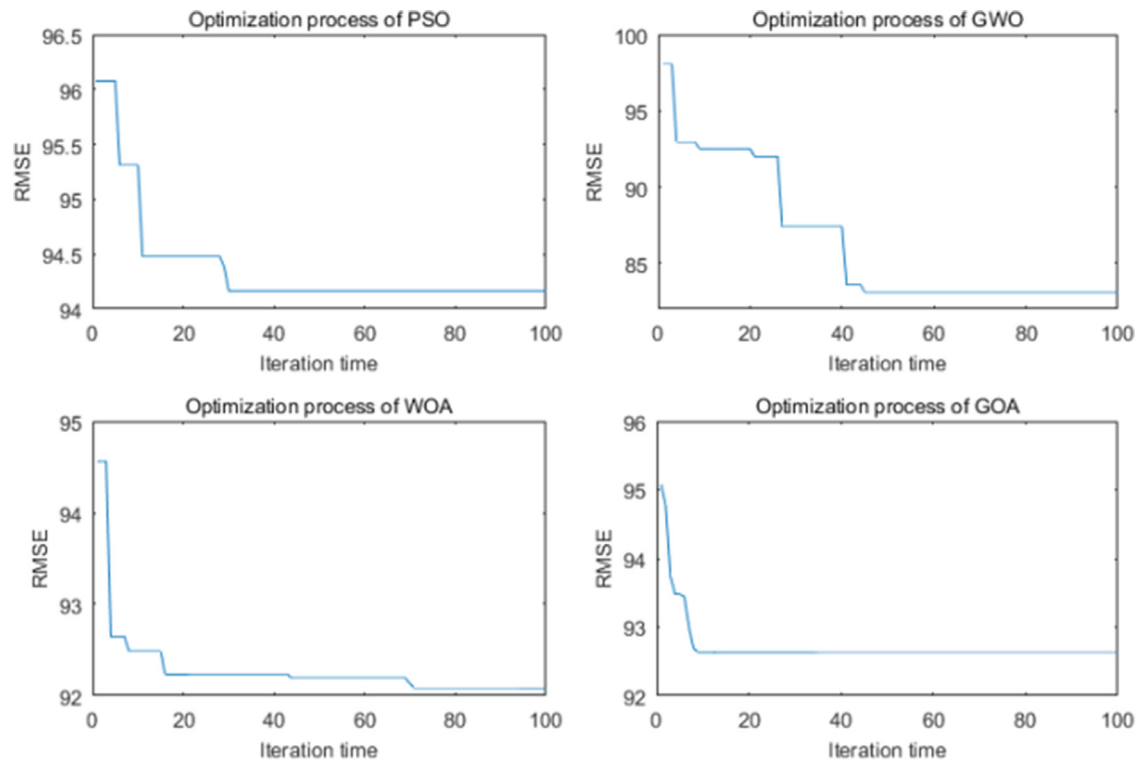 Optimization process of PSO
96.5
96
95.5
95
94.5
94
RMSE
0 20 40 60 80 100
Iteration time
Optimization process of GWO
100
95
90
85
RMSE
0 20 40 60 80 100
Iteration time
Optimization process of WOA
95
94
93
92
RMSE
0 20 40 60 80 100
Iteration time
Optimization process of GOA
96
95
94
93
92
RMSE
0 20 40 60 80 100
Iteration time